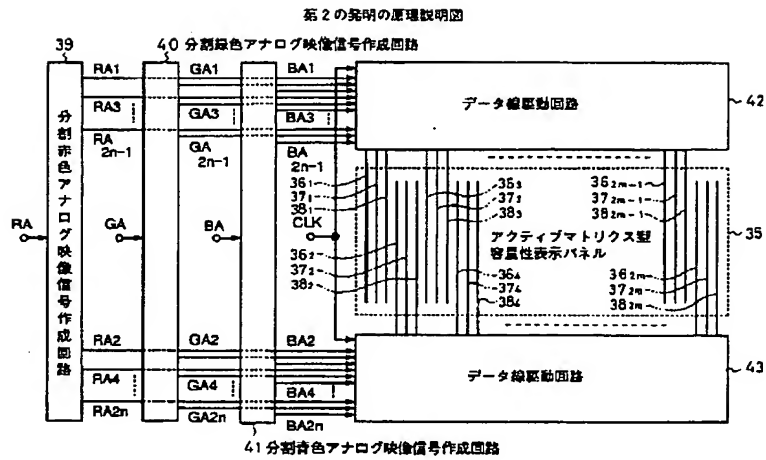 第2の発明の原理説明図
39
40 分割緑色アナログ映像信号作成回路
RA1
GA1
BA1
RA3
GA3
BA3
RA
2n-1
GA
2n-1
BA
2n-1
分割赤色アナログ映像信号作成回路
データ線駆動回路
42
RA
GA
BA
CLK
36₁
37₁
38₁
36₂
37₂
38₂
36₃
37₂
38₃
36₄
37₄
38₄
36₂ₘ₋₁
37₂ₘ₋₁
38₂ₘ₋₁
36₂ₘ
37₂ₘ
38₂ₘ
アクティブマトリクス型
容量性表示パネル
35
RA2
GA2
BA2
RA4
GA4
BA4
RA2n
GA2n
BA2n
データ線駆動回路
43
41 分割青色アナログ映像信号作成回路